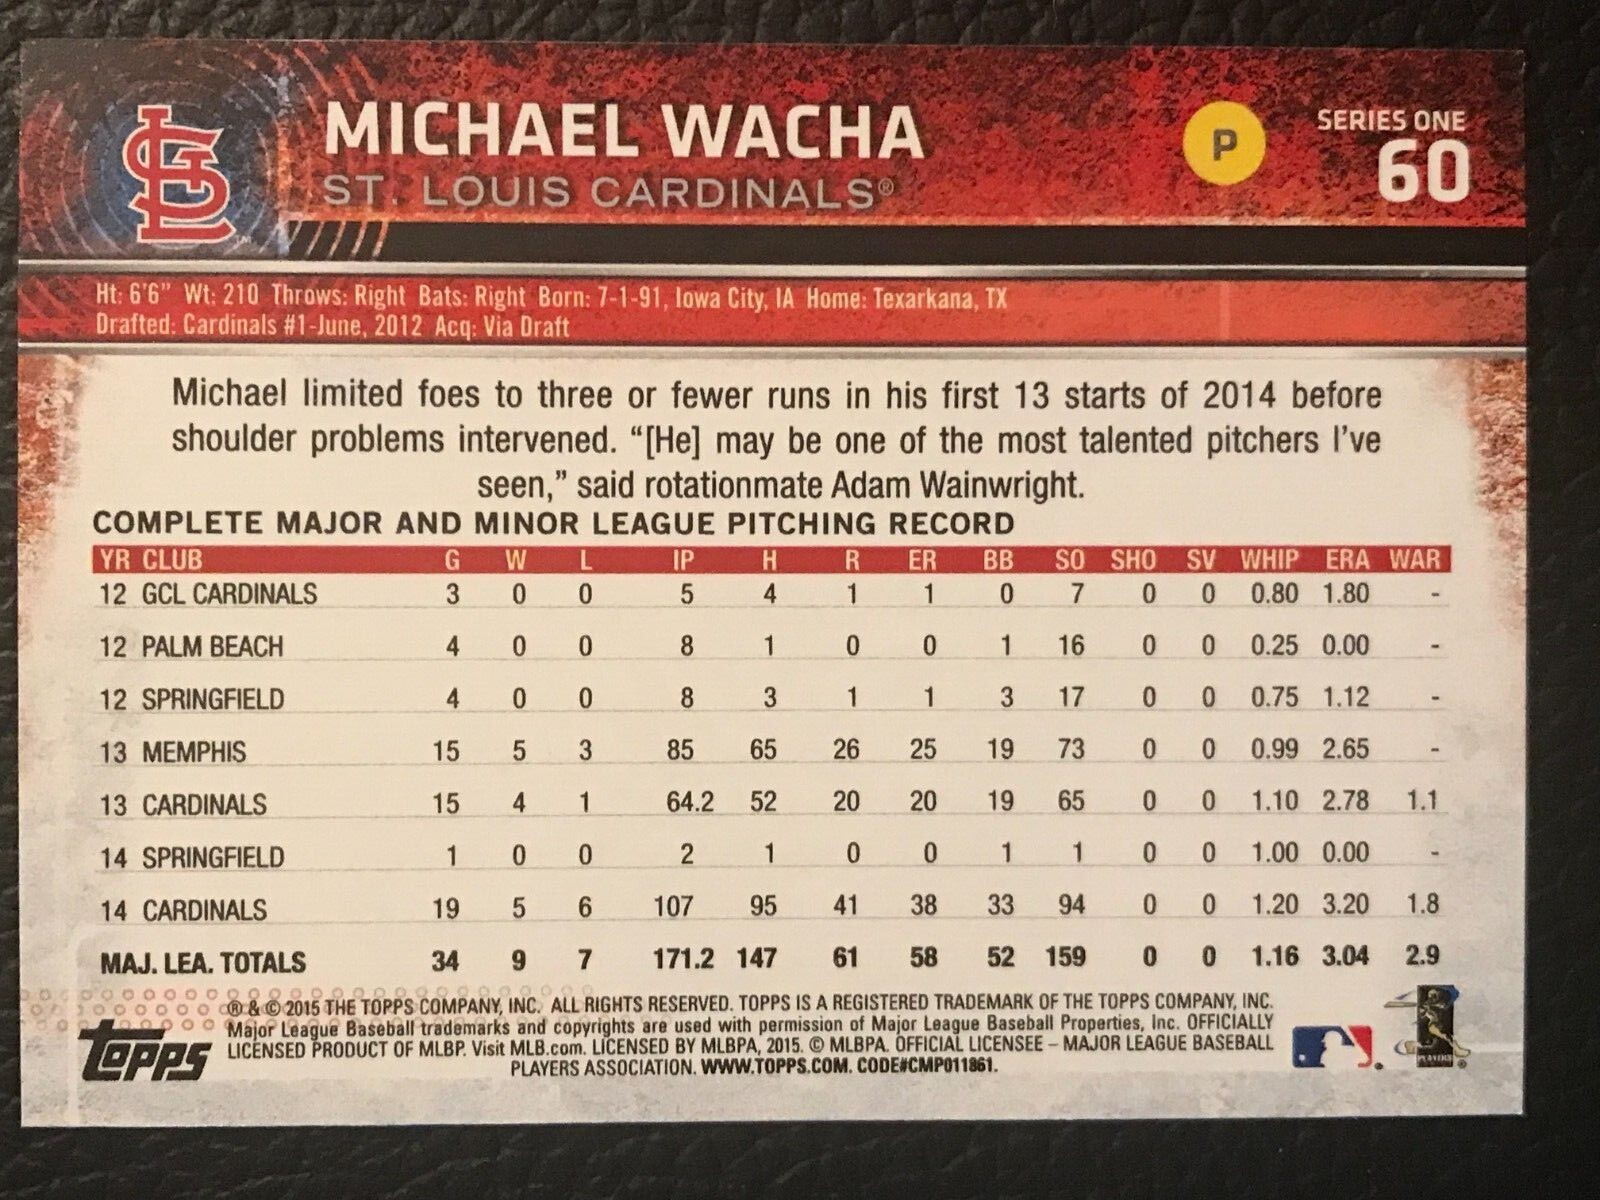 MICHAEL WACHA
ST. LOUIS CARDINALS®
P
SERIES ONE
60
STL
TM
Ht: 6'6" Wt: 210 Throws: Right Bats: Right Born: 7-1-91, Iowa City, IA Home: Texarkana, TX
Drafted: Cardinals #1-June, 2012 Acq: Via Draft
Michael limited foes to three or fewer runs in his first 13 starts of 2014 before
shoulder problems intervened. “[He] may be one of the most talented pitchers I’ve
seen,” said rotationmate Adam Wainwright.
COMPLETE MAJOR AND MINOR LEAGUE PITCHING RECORD
YR CLUB G W L IP H R ER BB SO SHO SV WHIP ERA WAR
12 GCL CARDINALS 3 0 0 5 4 1 1 0 7 0 0 0.80 1.80 -
12 PALM BEACH 4 0 0 8 1 0 0 1 16 0 0 0.25 0.00 -
12 SPRINGFIELD 4 0 0 8 3 1 1 3 17 0 0 0.75 1.12 -
13 MEMPHIS 15 5 3 85 65 26 25 19 73 0 0 0.99 2.65 -
13 CARDINALS 15 4 1 64.2 52 20 20 19 65 0 0 1.10 2.78 1.1
14 SPRINGFIELD 1 0 0 2 1 0 0 1 1 0 0 1.00 0.00 -
14 CARDINALS 19 5 6 107 95 41 38 33 94 0 0 1.20 3.20 1.8
MAJ. LEA. TOTALS 34 9 7 171.2 147 61 58 52 159 0 0 1.16 3.04 2.9
® & © 2015 THE TOPPS COMPANY, INC. ALL RIGHTS RESERVED. TOPPS IS A REGISTERED TRADEMARK OF THE TOPPS COMPANY, INC.
Major League Baseball trademarks and copyrights are used with permission of Major League Baseball Properties, Inc. OFFICIALLY
LICENSED PRODUCT OF MLBP. Visit MLB.com. LICENSED BY MLBPA, 2015. © MLBPA. OFFICIAL LICENSEE – MAJOR LEAGUE BASEBALL
PLAYERS ASSOCIATION. WWW.TOPPS.COM. CODE#CMP011861.
topps
PLAYERS